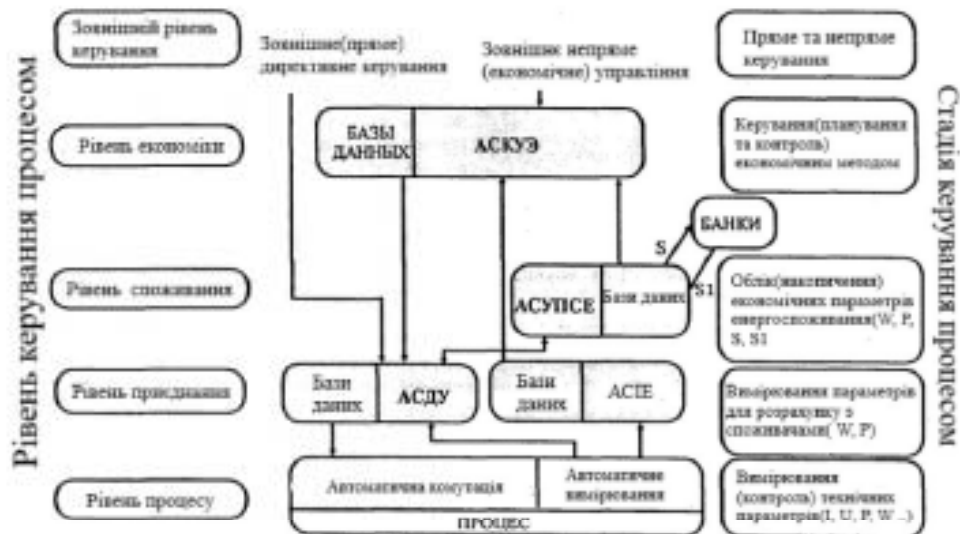 Рівень керування процесом
Зовнішній рівень
керування
Зовнішнє(пряме)
директивне керування
Зовнішнє непряме
(економічне) управління
Пряме та непряме
керування
Рівень економіки
БАЗЫ
ДАННЫХ
АСКУЭ
Керування(планування
та контроль)
економічним методом
S
БАНКИ
Рівень споживання
АСУПСЕ
Бази даних
S1
Облік(накопичення)
економічних параметрів
енергоспоживання(W, P,
S, S1
Рівень приєднання
Бази
даних
АСДУ
Бази
даних
АСІЕ
Вимірювання параметрів
для розрахунку з
споживачами( W, P)
Рівень процесу
Автоматична комутація
Автоматичне
вимірювання
ПРОЦЕС
Вимірювання
(контроль) технічних
параметрів(I, U, P, W ..)
Стадія керування процесом